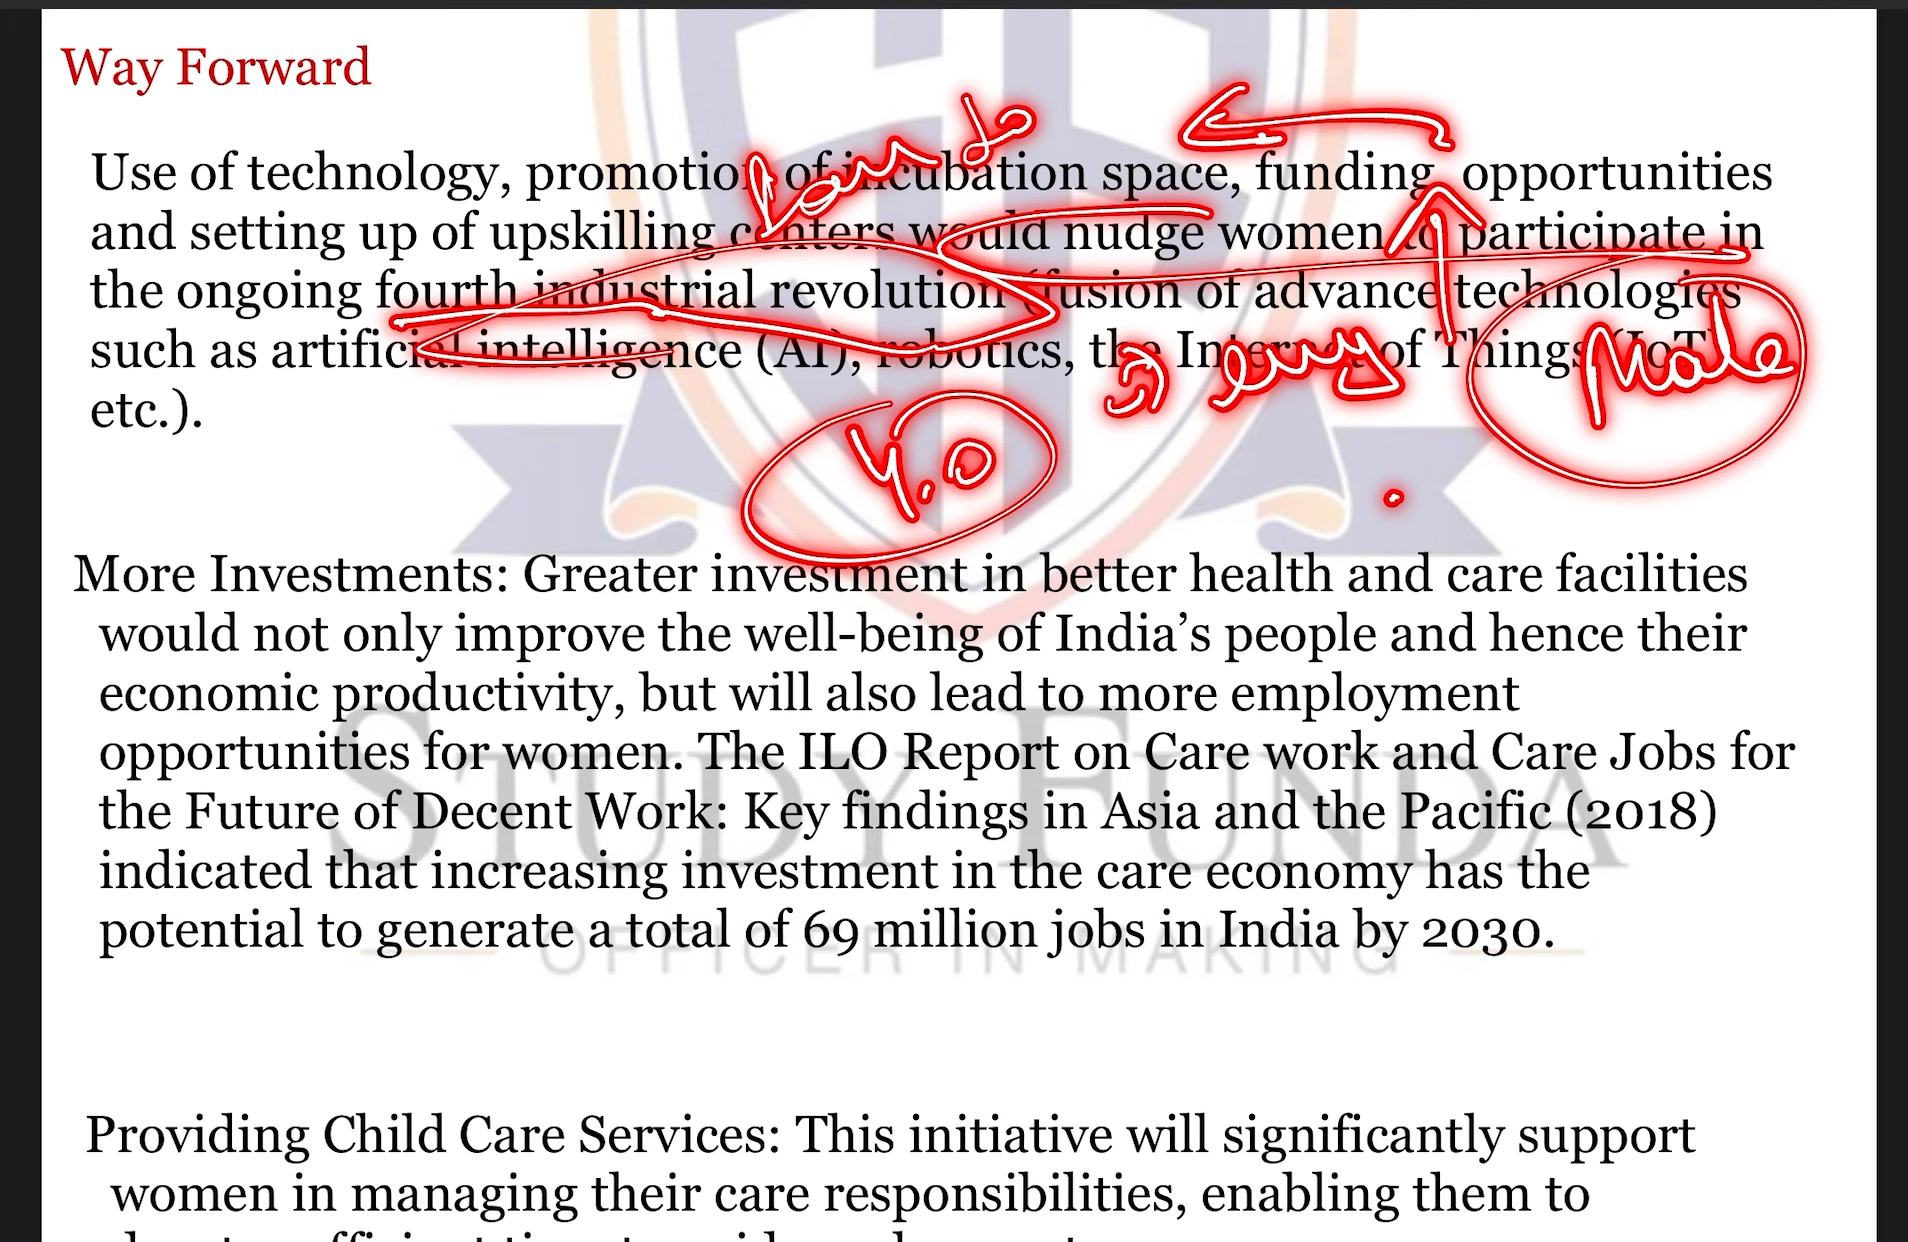 Way Forward
Use of technology, promotion of incubation space, funding opportunities
and setting up of upskilling centers would nudge women to participate in
the ongoing fourth industrial revolution (fusion of advance technologies
such as artificial intelligence (AI), robotics, the Internet of Things (IoT)
etc.).
Male
4.0
More Investments: Greater investment in better health and care facilities
would not only improve the well-being of India’s people and hence their
economic productivity, but will also lead to more employment
opportunities for women. The ILO Report on Care work and Care Jobs for
the Future of Decent Work: Key findings in Asia and the Pacific (2018)
indicated that increasing investment in the care economy has the
potential to generate a total of 69 million jobs in India by 2030.
STUDY FUNDA
OFFICER IN MAKING
Providing Child Care Services: This initiative will significantly support
women in managing their care responsibilities, enabling them to